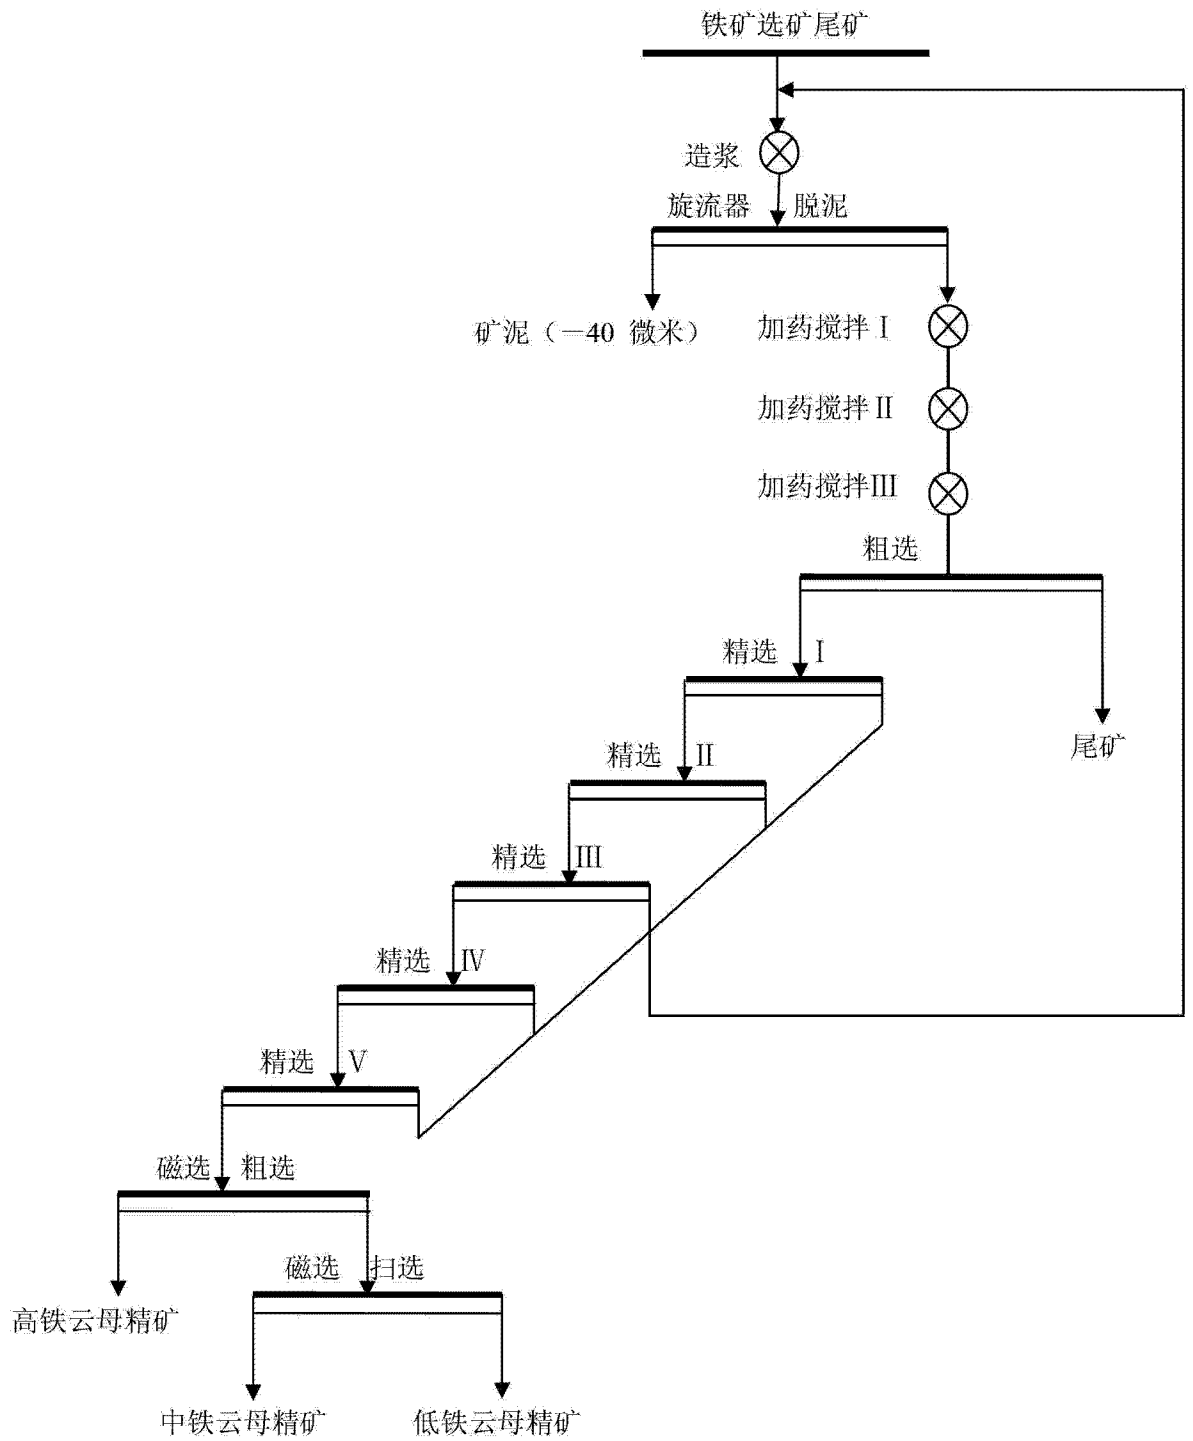 铁矿选矿尾矿
造浆
旋流器 脱泥
矿泥（—40 微米）
加药搅拌 Ⅰ
加药搅拌 Ⅱ
加药搅拌Ⅲ
粗选
精选 Ⅰ
尾矿
精选 Ⅱ
精选 Ⅲ
精选 Ⅳ
精选 Ⅴ
磁选 粗选
磁选 扫选
高铁云母精矿
中铁云母精矿
低铁云母精矿